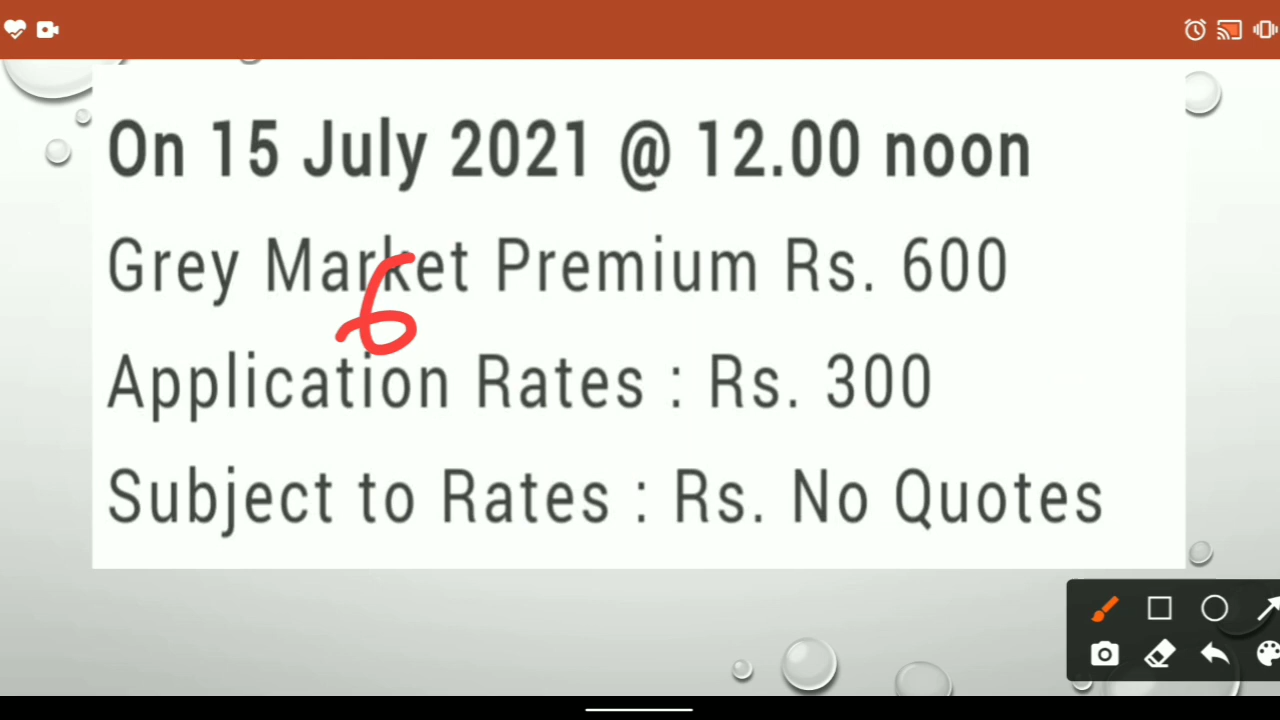 On 15 July 2021 @ 12.00 noon
Grey Market Premium Rs. 600
6
Application Rates : Rs. 300
Subject to Rates : Rs. No Quotes